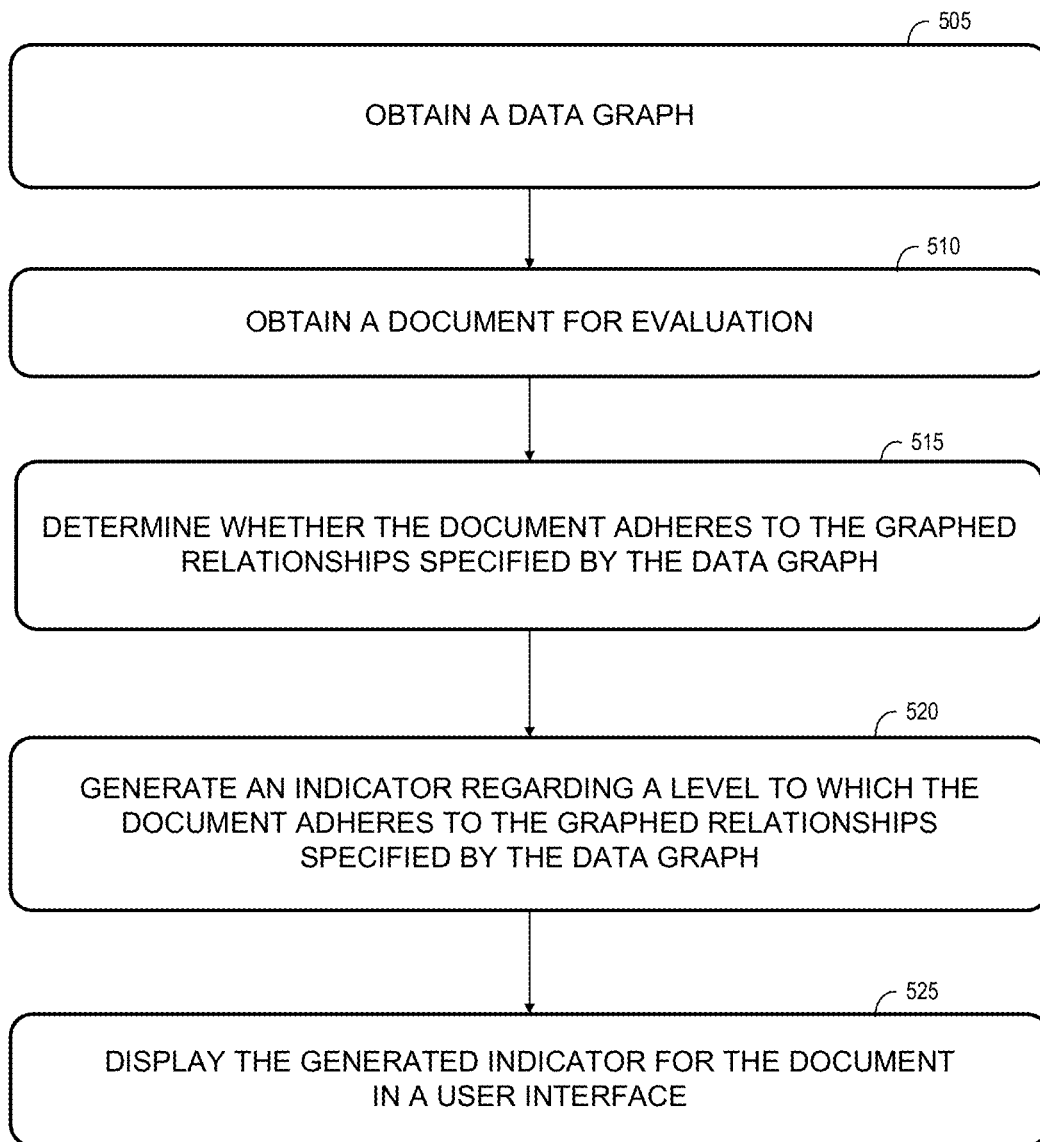 505
OBTAIN A DATA GRAPH
510
OBTAIN A DOCUMENT FOR EVALUATION
515
DETERMINE WHETHER THE DOCUMENT ADHERES TO THE GRAPHED
RELATIONSHIPS SPECIFIED BY THE DATA GRAPH
520
GENERATE AN INDICATOR REGARDING A LEVEL TO WHICH THE
DOCUMENT ADHERES TO THE GRAPHED RELATIONSHIPS
SPECIFIED BY THE DATA GRAPH
525
DISPLAY THE GENERATED INDICATOR FOR THE DOCUMENT
IN A USER INTERFACE